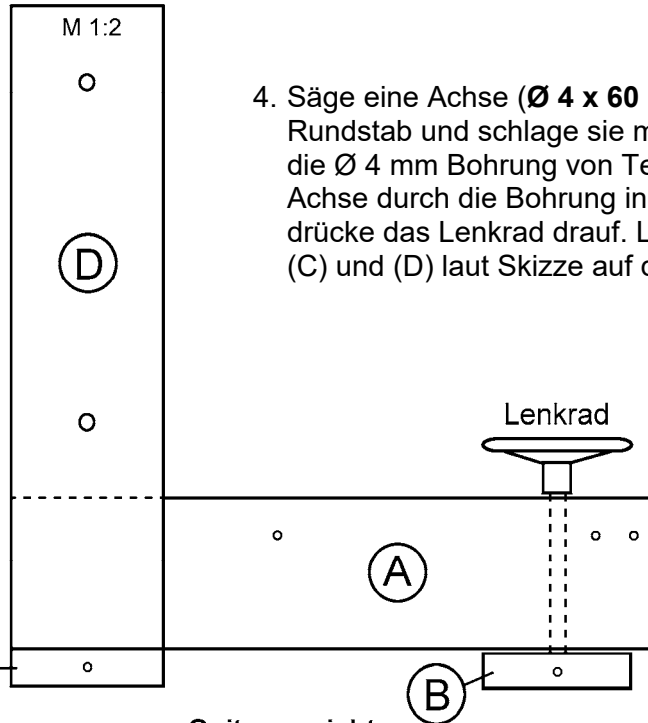 M 1:2
4. Säge eine Achse (Ø 4 x 60
Rundstab und schlage sie
die Ø 4 mm Bohrung von
Achse durch die Bohrung in
drücke das Lenkrad drauf.
(C) und (D) laut Skizze auf
D
Lenkrad
A
B